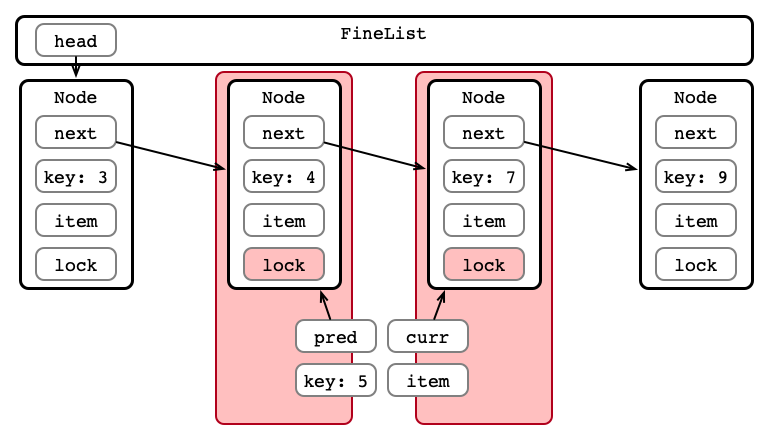 FineList
head
Node
next
key: 3
item
lock
Node
next
key: 4
item
lock
Node
next
key: 7
item
lock
Node
next
key: 9
item
lock
pred
key: 5
curr
item